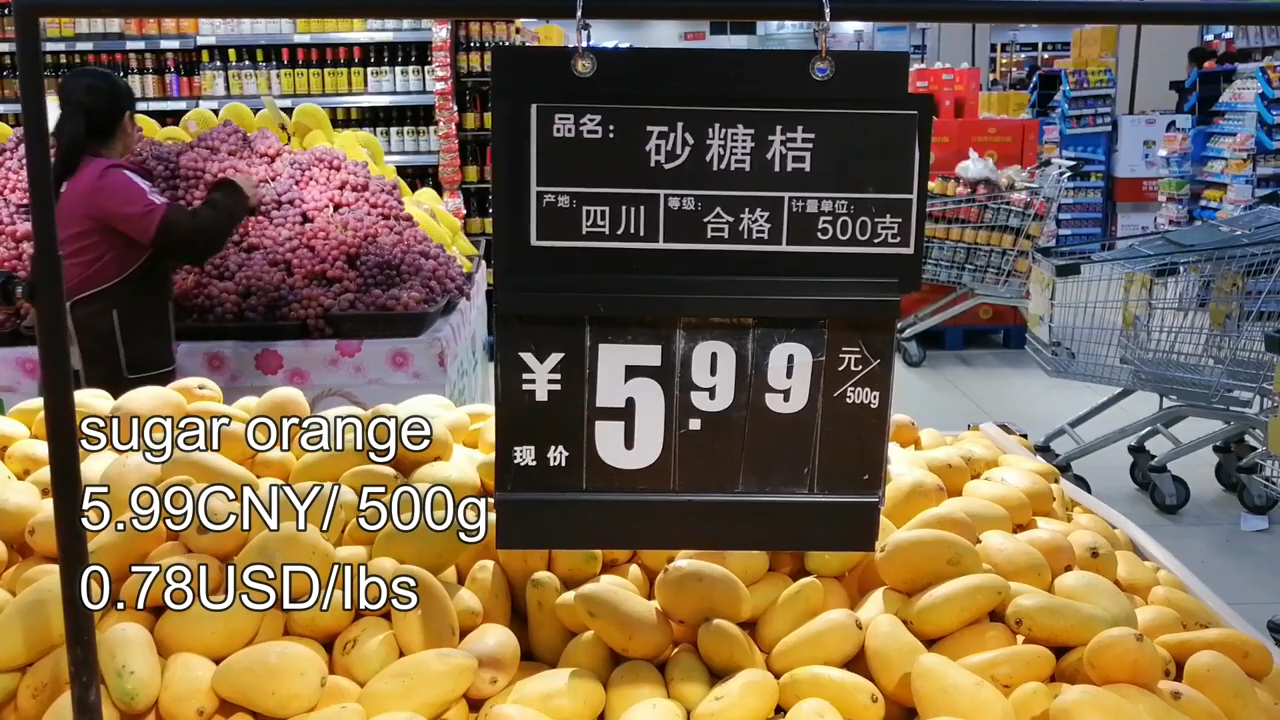 品名: 砂糖桔
产地: 四川 等级: 合格 计量单位: 500克
¥ 5.99 元/500g
现价
sugar orange
5.99CNY/ 500g
0.78USD/lbs